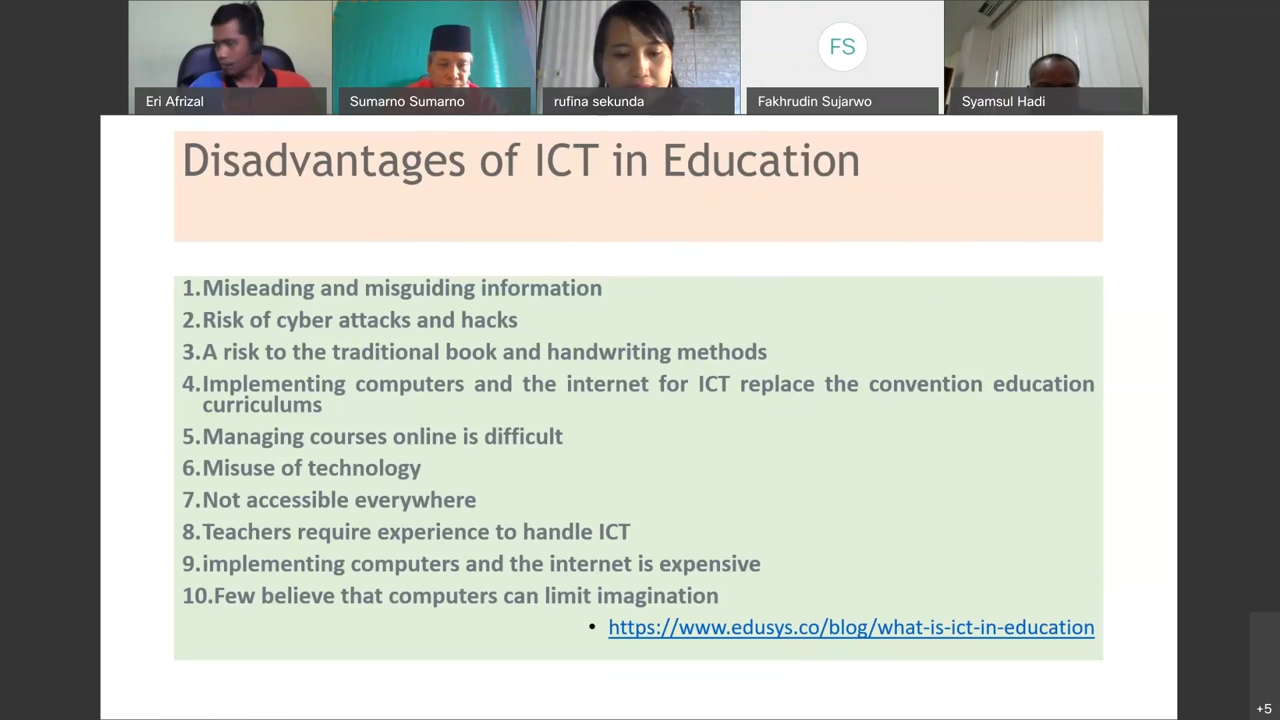 FS
Eri Afrizal
Sumarno Sumarno
rufina sekunda
Fakhrudin Sujarwo
Syamsul Hadi
Disadvantages of ICT in Education
1.Misleading and misguiding information
2.Risk of cyber attacks and hacks
3.A risk to the traditional book and handwriting methods
4.Implementing computers and the internet for ICT replace the convention education
curriculums
5.Managing courses online is difficult
6.Misuse of technology
7.Not accessible everywhere
8.Teachers require experience to handle ICT
9.implementing computers and the internet is expensive
10.Few believe that computers can limit imagination
• https://www.edusys.co/blog/what-is-ict-in-education
+5